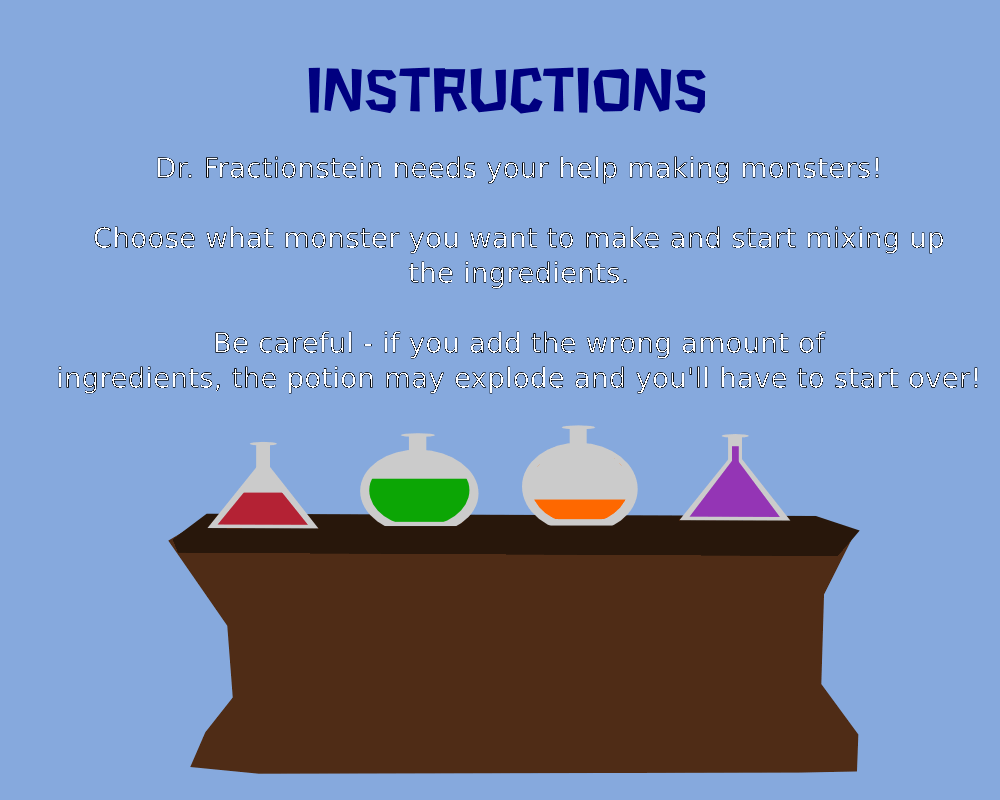 INSTRUCTIONS
Dr. Fractionstein needs your help making monsters!
Choose what monster you want to make and start mixing up
the ingredients.
Be careful - if you add the wrong amount of
ingredients, the potion may explode and you'll have to start over!